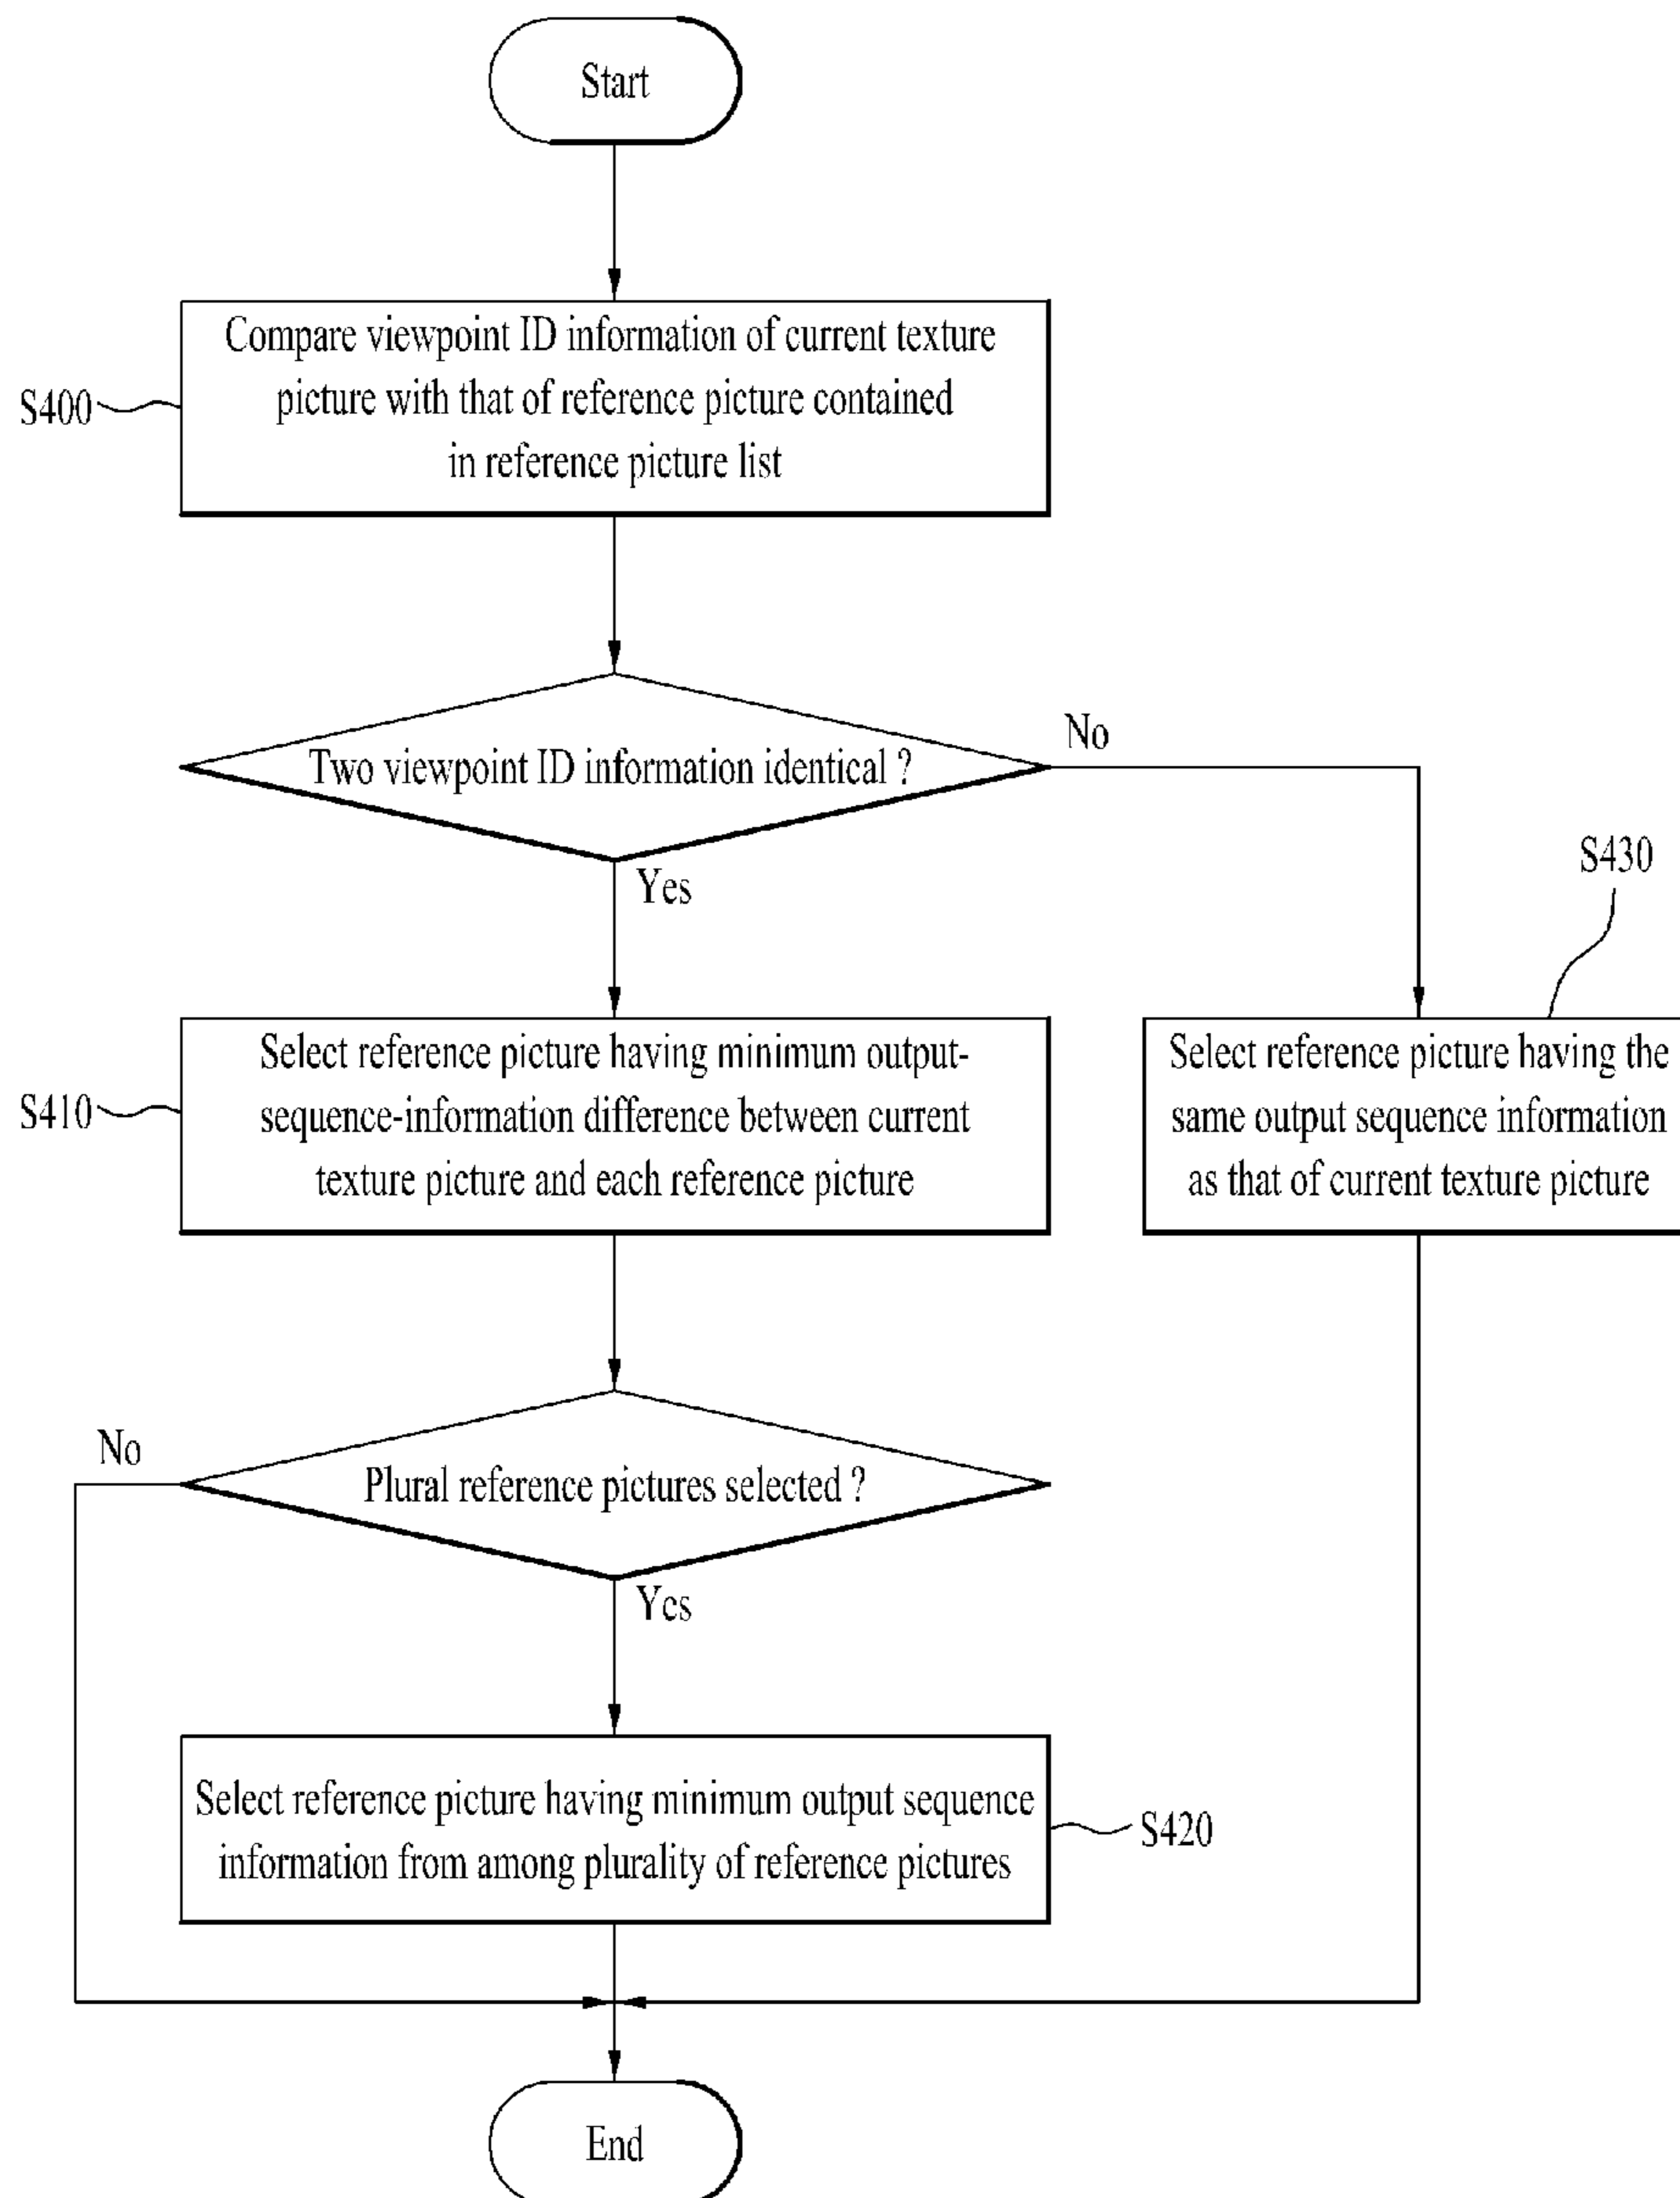 Start
Compare viewpoint ID information of current texture
picture with that of reference picture contained
in reference picture list
S400
Two viewpoint ID information identical ?
No
Yes
S430
Select reference picture having minimum output-
sequence-information difference between current
texture picture and each reference picture
S410
Select reference picture having the
same output sequence information
as that of current texture picture
No
Plural reference pictures selected ?
Yes
Select reference picture having minimum output sequence
information from among plurality of reference pictures
S420
End